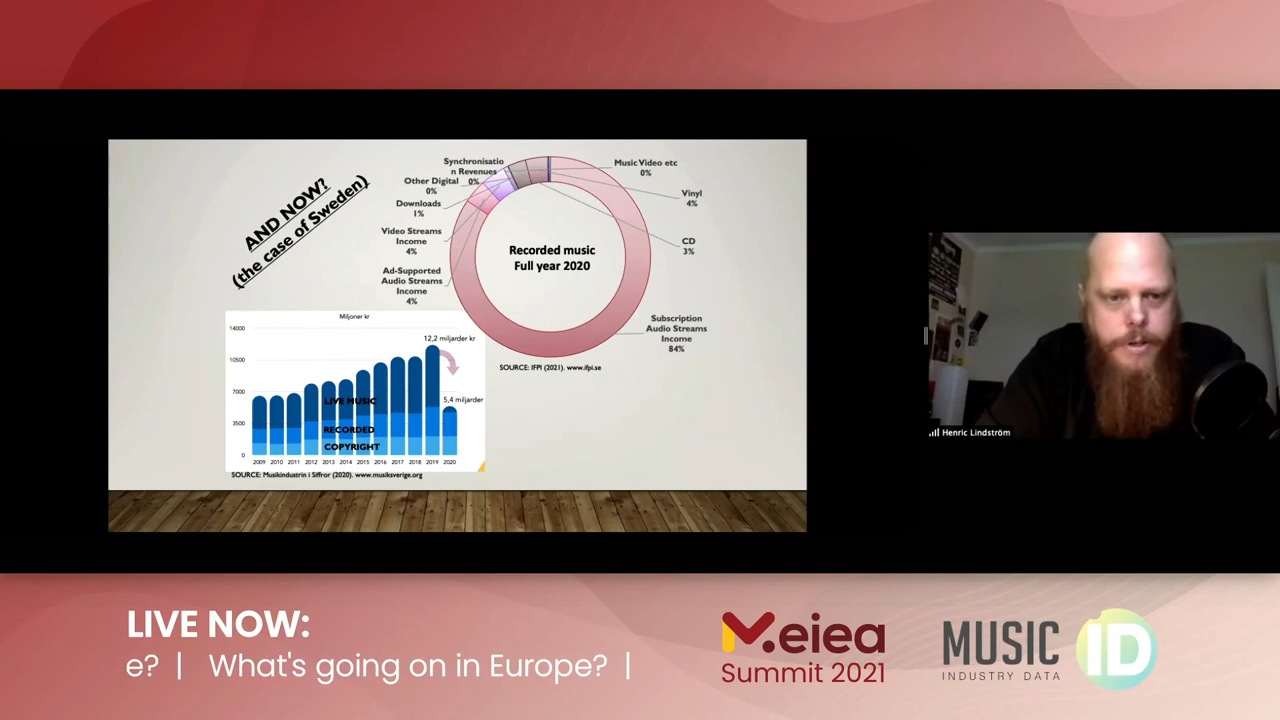 AND NOW?
(the case of Sweden)
Synchronisatio
n Revenues
0%
Other Digital
0%
Downloads
1%
Video Streams
Income
4%
Ad-Supported
Audio Streams
Income
4%
Music Video etc
0%
Vinyl
4%
CD
3%
Subscription
Audio Streams
Income
84%
Recorded music
Full year 2020
SOURCE: IFPI (2021). www.ifpi.se
Miljoner kr
14000
10500
7000
3500
0
12,2 miljarder kr
5,4 miljarder
LIVE MUSIC
RECORDED
COPYRIGHT
2009 2010 2011 2012 2013 2014 2015 2016 2017 2018 2019 2020
SOURCE: Musikindustrin i Siffror (2020). www.musiksverige.org
Henric Lindström
LIVE NOW:
e? | What's going on in Europe? |
meiea
Summit 2021
MUSIC
INDUSTRY DATA
ID